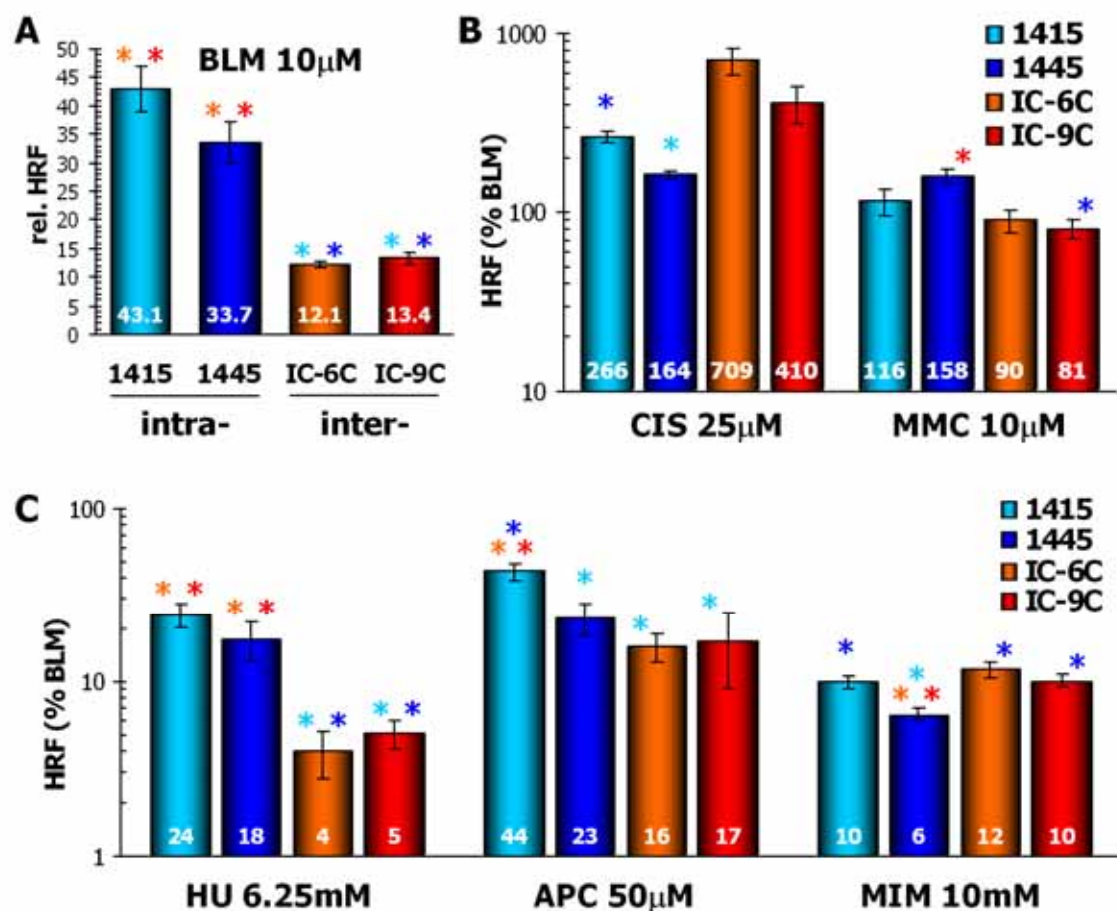 A
BLM 10μM
rel. HRF
50
45
40
35
30
25
20
15
10
5
0
* *
* *
* *
* *
43.1 33.7 12.1 13.4
1415 1445 IC-6C IC-9C
intra- inter-
B
HRF (% BLM)
1000
100
10
1415
1445
IC-6C
IC-9C
* *
* *
266 164 709 410 116 158 90 81
CIS 25μM MMC 10μM
C
HRF (% BLM)
100
10
1
1415
1445
IC-6C
IC-9C
* * * * * * * *
* * * * * *
* * * * * *
24 18 4 5 44 23 16 17 10 6 12 10
HU 6.25mM APC 50μM MIM 10mM